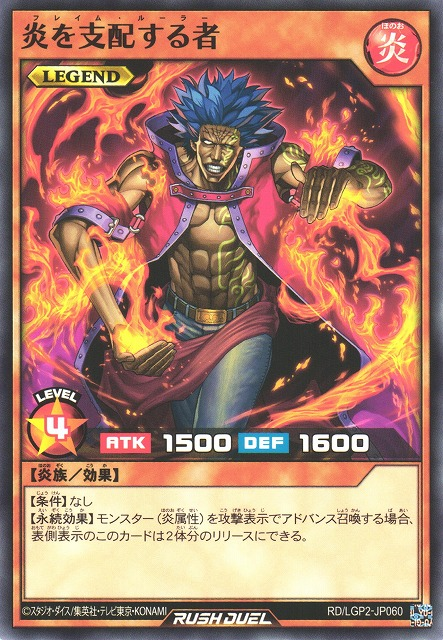 フレイム・ルーラー
炎を支配する者
ほのお
炎
LEGEND
LEVEL
4
ATK 1500 DEF 1600
【炎族／効果】
【条件】なし
【永続効果】モンスター（炎属性）を攻撃表示でアドバンス召喚する場合、
表側表示のこのカードは2体分のリリースにできる。
©スタジオ・ダイス/集英社・テレビ東京・KONAMI
RUSH DUEL
RD/LGP2-JP060